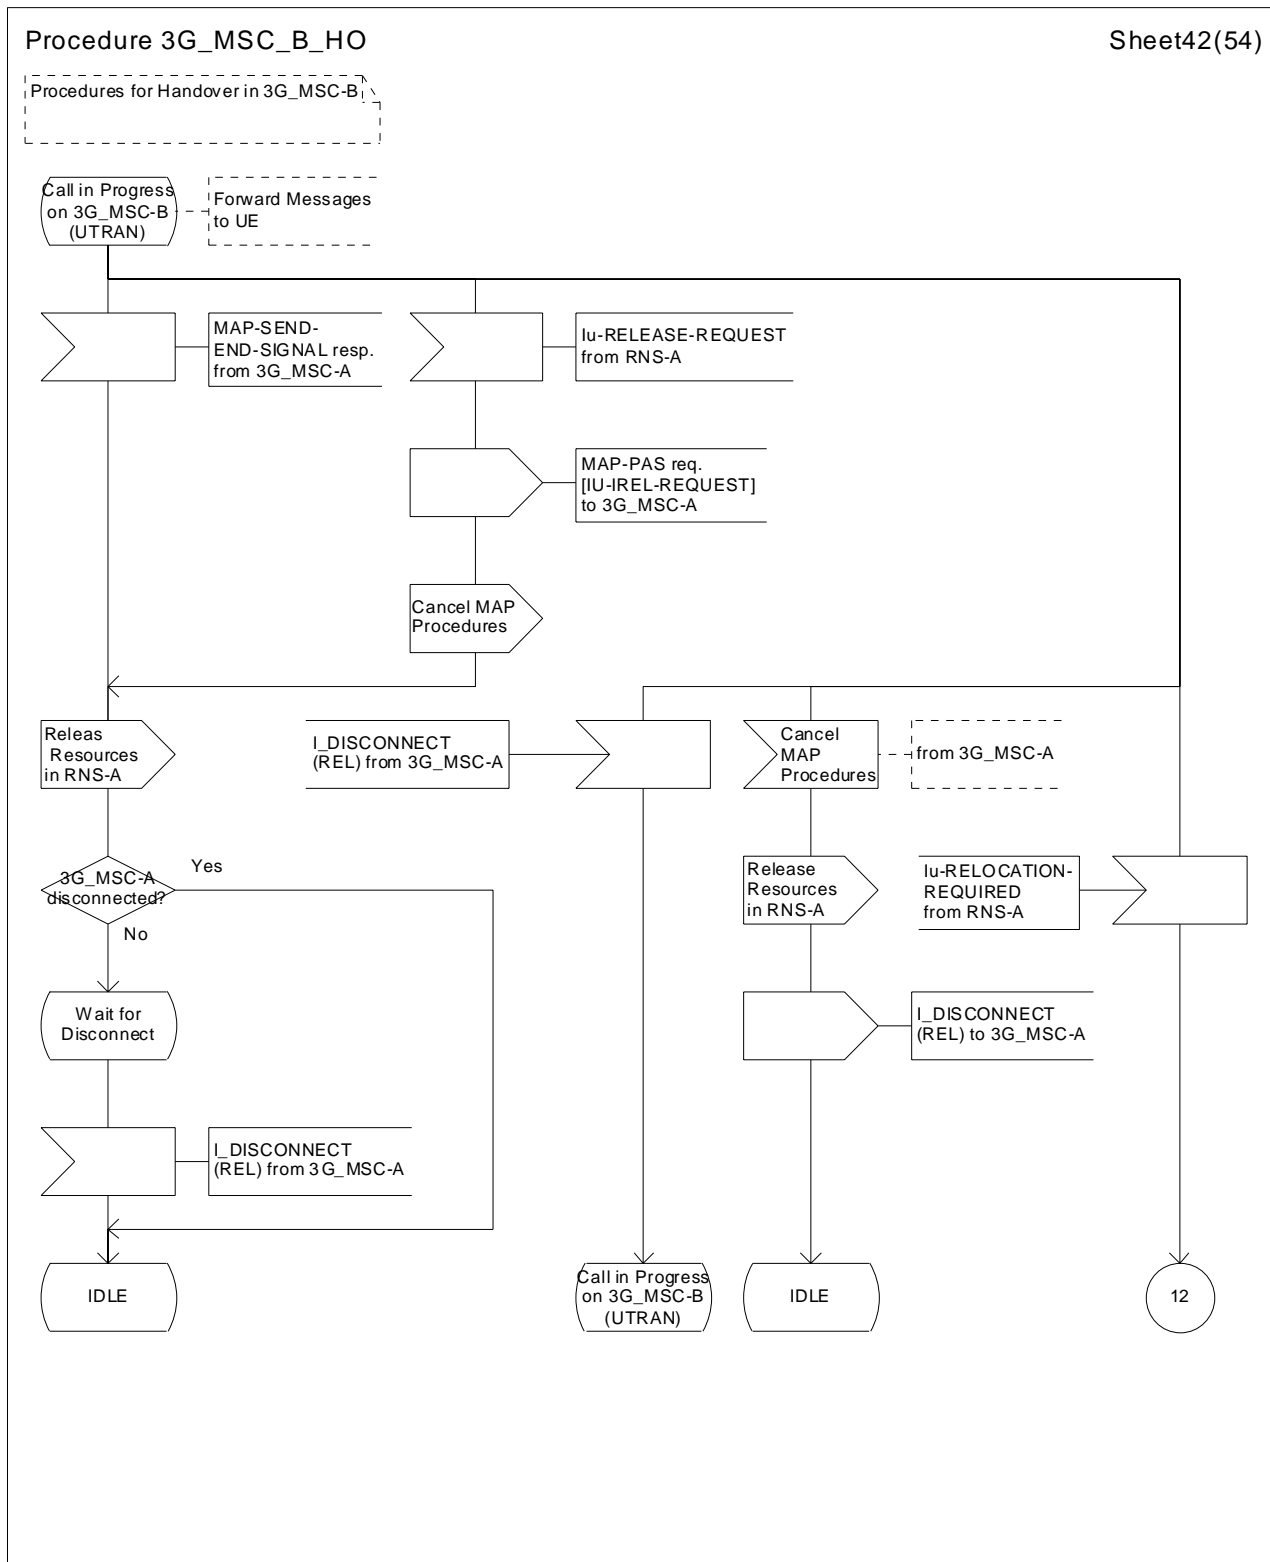 Procedure 3G_MSC_B_HO
Sheet42(54)
Procedures for Handover in 3G_MSC-B
Call in Progress
on 3G_MSC-B
(UTRAN)
Forward Messages
to UE
MAP-SEND-
END-SIGNAL resp.
from 3G_MSC-A
Iu-RELEASE-REQUEST
from RNS-A
MAP-PAS req.
[IU-IREL-REQUEST]
to 3G_MSC-A
Cancel MAP
Procedures
Releas
Resources
in RNS-A
I_DISCONNECT
(REL) from 3G_MSC-A
Cancel
MAP
Procedures
from 3G_MSC-A
3G_MSC-A
disconnected?
Yes
No
Release
Resources
in RNS-A
Iu-RELOCATION-
REQUIRED
from RNS-A
Wait for
Disconnect
I_DISCONNECT
(REL) to 3G_MSC-A
I_DISCONNECT
(REL) from 3G_MSC-A
IDLE
Call in Progress
on 3G_MSC-B
(UTRAN)
IDLE
12